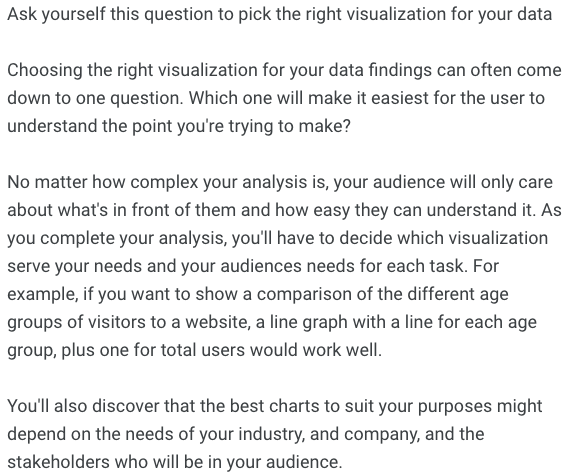 Ask yourself this question to pick the right visualization for your data
Choosing the right visualization for your data findings can often come
down to one question. Which one will make it easiest for the user to
understand the point you're trying to make?
No matter how complex your analysis is, your audience will only care
about what's in front of them and how easy they can understand it. As
you complete your analysis, you'll have to decide which visualization
serve your needs and your audiences needs for each task. For
example, if you want to show a comparison of the different age
groups of visitors to a website, a line graph with a line for each age
group, plus one for total users would work well.
You'll also discover that the best charts to suit your purposes might
depend on the needs of your industry, and company, and the
stakeholders who will be in your audience.